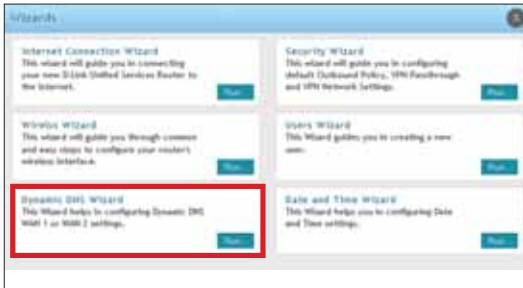 Wizards
Internet Connection Wizard
This wizard will guide you in connecting
your new D-Link Unified Services Router to
the Internet.
Run...
Security Wizard
This wizard will guide you in configuring
default Outbound Policy, VPN Passthrough
and VPN Network Settings.
Run...
Wireless Wizard
This wizard will guide you through common
and easy steps to configure your router's
wireless interface.
Run...
Users Wizard
This Wizard guides you in creating a new
user.
Run...
Dynamic DNS Wizard
This Wizard helps in configuring Dynamic DNS
WAN 1 or WAN 2 settings.
Run...
Date and Time Wizard
This Wizard helps you in configuring Date
and Time settings.
Run...